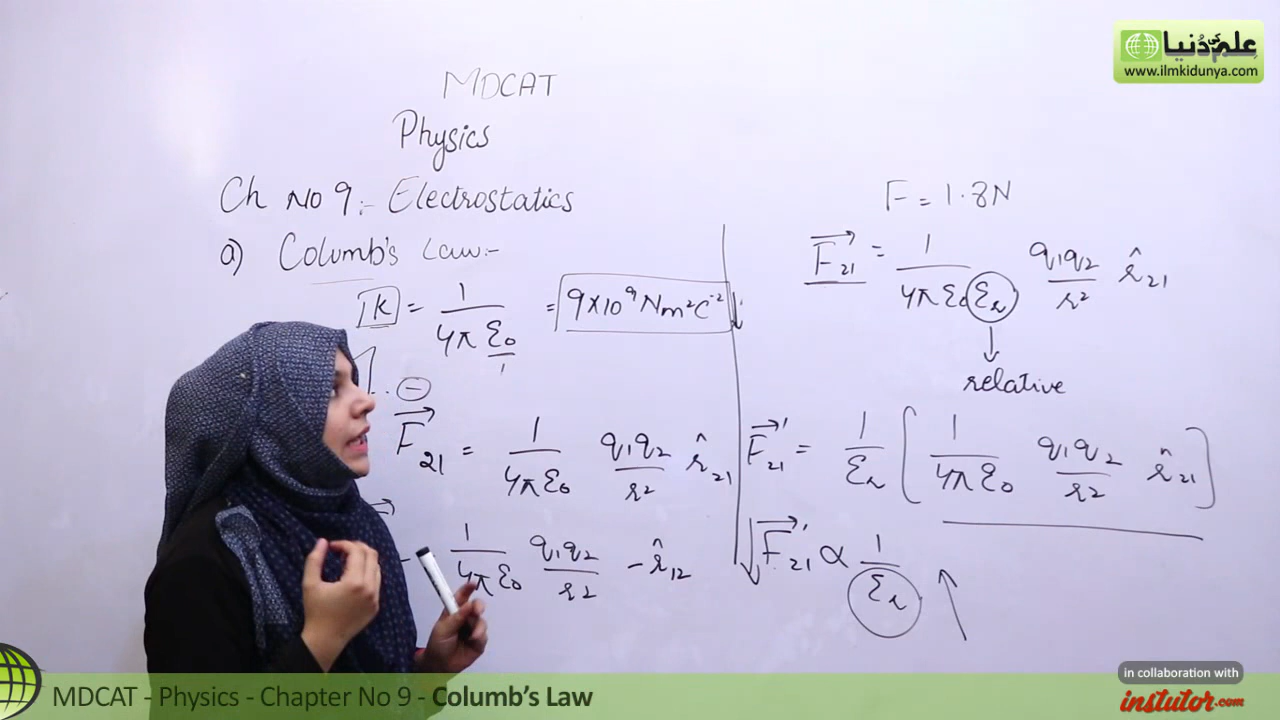 علم کی دُنیا
www.ilmkidunya.com
MDCAT
Physics
Ch No 9:- Electrostatics
a) Columb's Law:-
K = 1/4πε₀ = 9×10⁹ Nm²C⁻²
⊖
F⃗₂₁ = 1/4πε₀ q₁q₂/r² r̂₂₁
1/4πε₀ q₁q₂/r² -r̂₁₂
F = 1.8N
F⃗₂₁ = 1/4πε₀εᵣ q₁q₂/r² r̂₂₁
relative
F⃗₂₁' = 1/εᵣ ( 1/4πε₀ q₁q₂/r² r̂₂₁ )
↓F⃗₂₁' ∝ 1/εᵣ ↑
in collaboration with
instutor.com
MDCAT - Physics - Chapter No 9 - Columb's Law